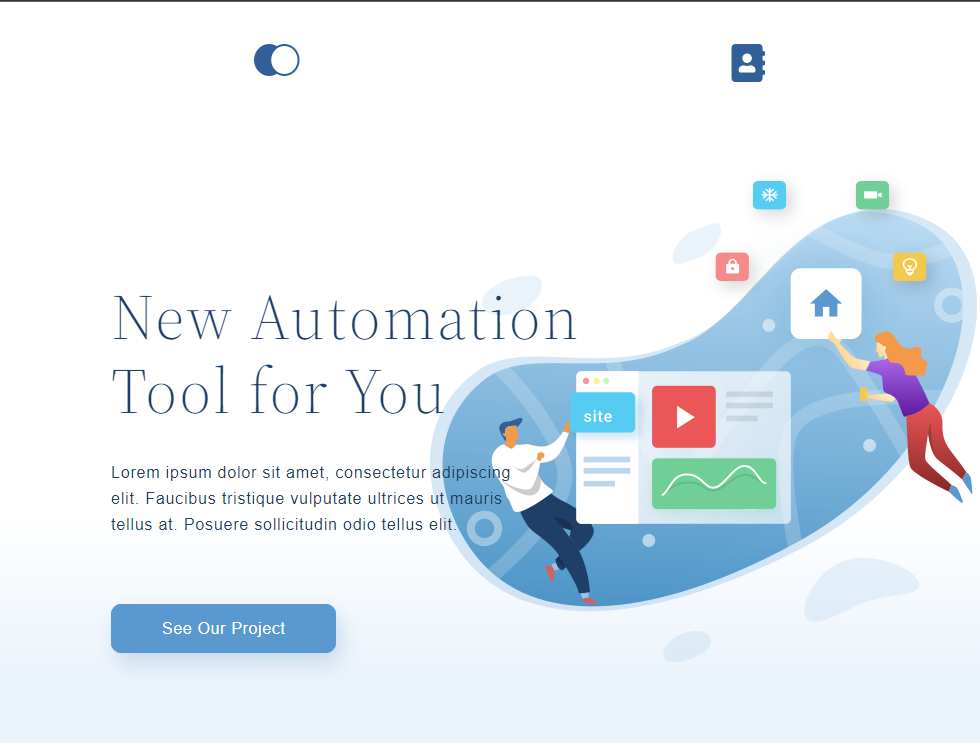 New Automation
Tool for You
site
Lorem ipsum dolor sit amet, consectetur adipiscing
elit. Faucibus tristique vulputate ultrices ut mauris
tellus at. Posuere sollicitudin odio tellus elit.
See Our Project